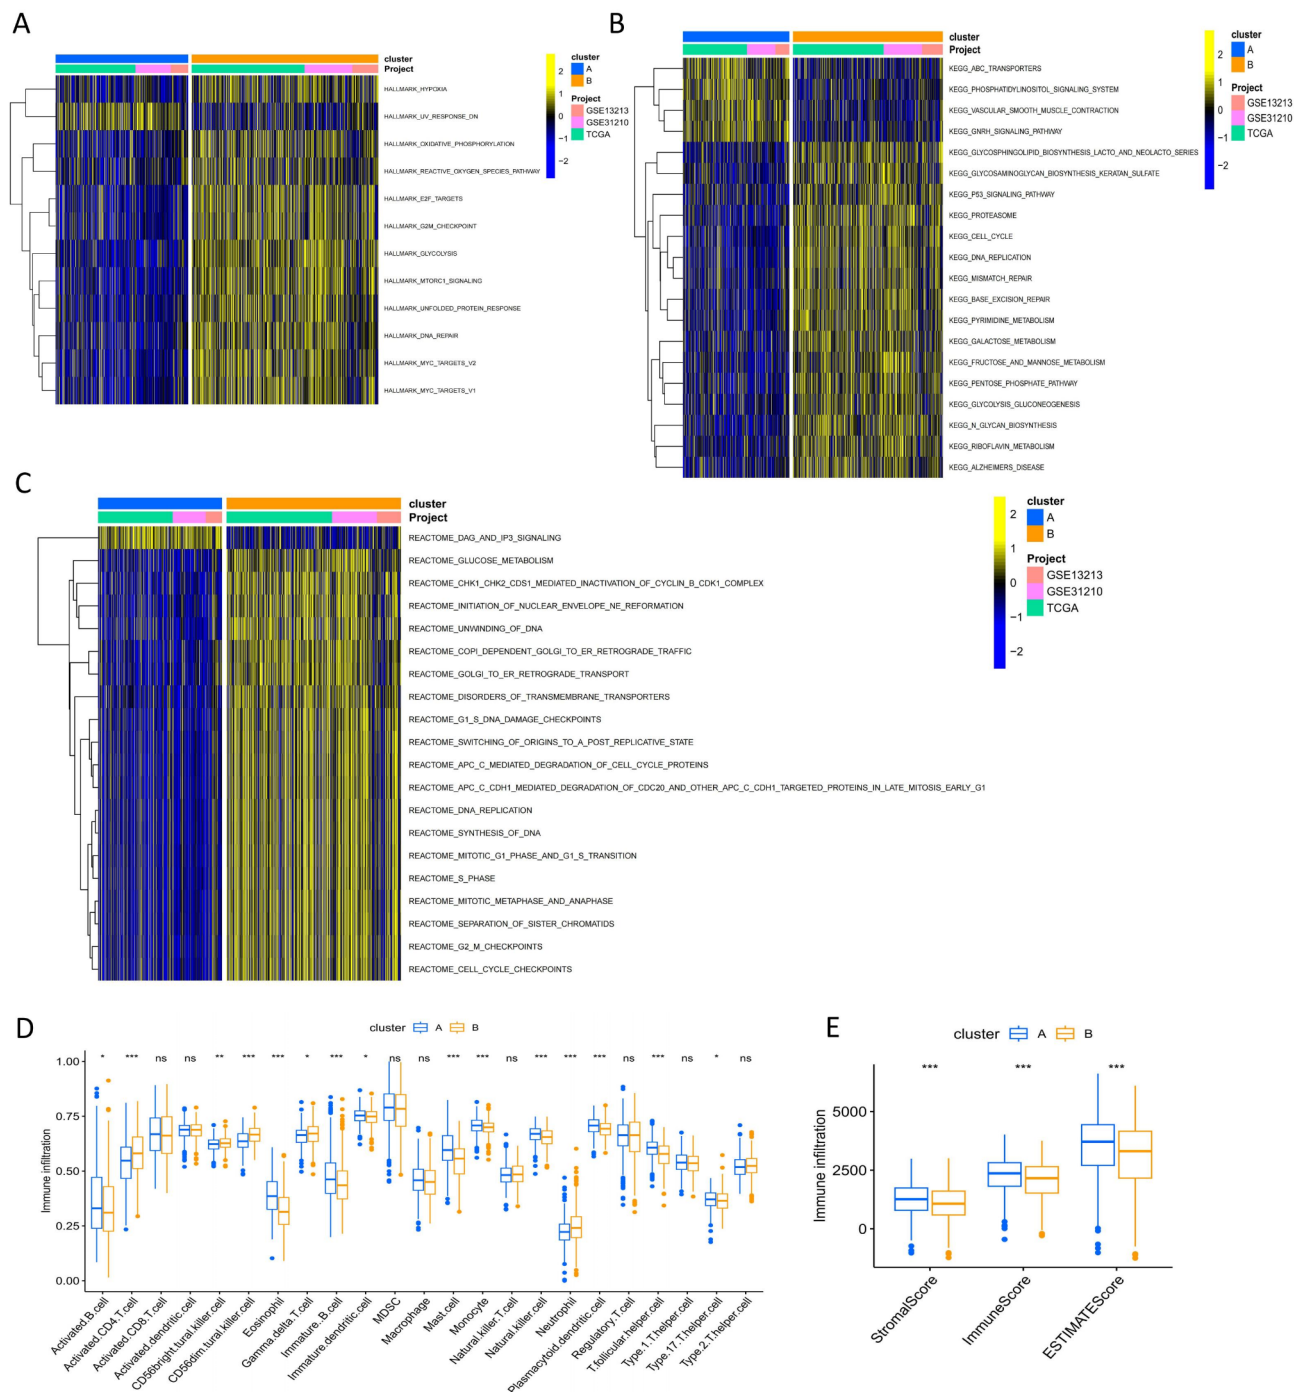 A
cluster
Project
HALLMARK_HYPOXIA
HALLMARK_UV_RESPONSE_DN
HALLMARK_OXIDATIVE_PHOSPHORYLATION
HALLMARK_REACTIVE_OXYGEN_SPECIES_PATHWAY
HALLMARK_E2F_TARGETS
HALLMARK_G2M_CHECKPOINT
HALLMARK_GLYCOLYSIS
HALLMARK_MTORC1_SIGNALING
HALLMARK_UNFOLDED_PROTEIN_RESPONSE
HALLMARK_DNA_REPAIR
HALLMARK_MYC_TARGETS_V2
HALLMARK_MYC_TARGETS_V1
2
1
0
−1
−2
cluster
A
B
Project
GSE13213
GSE31210
TCGA
B
cluster
Project
KEGG_ABC_TRANSPORTERS
KEGG_PHOSPHATIDYLINOSITOL_SIGNALING_SYSTEM
KEGG_VASCULAR_SMOOTH_MUSCLE_CONTRACTION
KEGG_GNRH_SIGNALING_PATHWAY
KEGG_GLYCOSPHINGOLIPID_BIOSYNTHESIS_LACTO_AND_NEOLACTO_SERIES
KEGG_GLYCOSAMINOGLYCAN_BIOSYNTHESIS_KERATAN_SULFATE
KEGG_P53_SIGNALING_PATHWAY
KEGG_PROTEASOME
KEGG_CELL_CYCLE
KEGG_DNA_REPLICATION
KEGG_MISMATCH_REPAIR
KEGG_BASE_EXCISION_REPAIR
KEGG_PYRIMIDINE_METABOLISM
KEGG_GALACTOSE_METABOLISM
KEGG_FRUCTOSE_AND_MANNOSE_METABOLISM
KEGG_PENTOSE_PHOSPHATE_PATHWAY
KEGG_GLYCOLYSIS_GLUCONEOGENESIS
KEGG_N_GLYCAN_BIOSYNTHESIS
KEGG_RIBOFLAVIN_METABOLISM
KEGG_ALZHEIMERS_DISEASE
2
1
0
−1
−2
cluster
A
B
Project
GSE13213
GSE31210
TCGA
C
cluster
Project
REACTOME_DAG_AND_IP3_SIGNALING
REACTOME_GLUCOSE_METABOLISM
REACTOME_CHK1_CHK2_CDS1_MEDIATED_INACTIVATION_OF_CYCLIN_B_CDK1_COMPLEX
REACTOME_INITIATION_OF_NUCLEAR_ENVELOPE_NE_REFORMATION
REACTOME_UNWINDING_OF_DNA
REACTOME_COPI_DEPENDENT_GOLGI_TO_ER_RETROGRADE_TRAFFIC
REACTOME_GOLGI_TO_ER_RETROGRADE_TRANSPORT
REACTOME_DISORDERS_OF_TRANSMEMBRANE_TRANSPORTERS
REACTOME_G1_S_DNA_DAMAGE_CHECKPOINTS
REACTOME_SWITCHING_OF_ORIGINS_TO_A_POST_REPLICATIVE_STATE
REACTOME_APC_C_MEDIATED_DEGRADATION_OF_CELL_CYCLE_PROTEINS
REACTOME_APC_C_CDH1_MEDIATED_DEGRADATION_OF_CDC20_AND_OTHER_APC_C_CDH1_TARGETED_PROTEINS_IN_LATE_MITOSIS_EARLY_G1
REACTOME_DNA_REPLICATION
REACTOME_SYNTHESIS_OF_DNA
REACTOME_MITOTIC_G1_PHASE_AND_G1_S_TRANSITION
REACTOME_S_PHASE
REACTOME_MITOTIC_METAPHASE_AND_ANAPHASE
REACTOME_SEPARATION_OF_SISTER_CHROMATIDS
REACTOME_G2_M_CHECKPOINTS
REACTOME_CELL_CYCLE_CHECKPOINTS
2
1
0
−1
−2
cluster
A
B
Project
GSE13213
GSE31210
TCGA
D
cluster A B
* *** ns ns ** *** *** * *** * ns ns *** *** ns *** *** *** ns *** ns * ns
Immune infiltration
1.00
0.75
0.50
0.25
0.00
Activated.B.cell
Activated.CD4.T.cell
Activated.CD8.T.cell
Activated.dendritic.cell
CD56bright.natural.killer.cell
CD56dim.natural.killer.cell
Eosinophil
Gamma.delta.T.cell
Immature..B.cell
Immature.dendritic.cell
MDSC
Macrophage
Mast.cell
Monocyte
Natural.killer.T.cell
Natural.killer.cell
Neutrophil
Plasmacytoid.dendritic.cell
Regulatory.T.cell
T.follicular.helper.cell
Type.1.T.helper.cell
Type.17.T.helper.cell
Type.2.T.helper.cell
E
cluster A B
*** *** ***
Immune infiltration
5000
2500
0
StromalScore
ImmuneScore
ESTIMATEScore